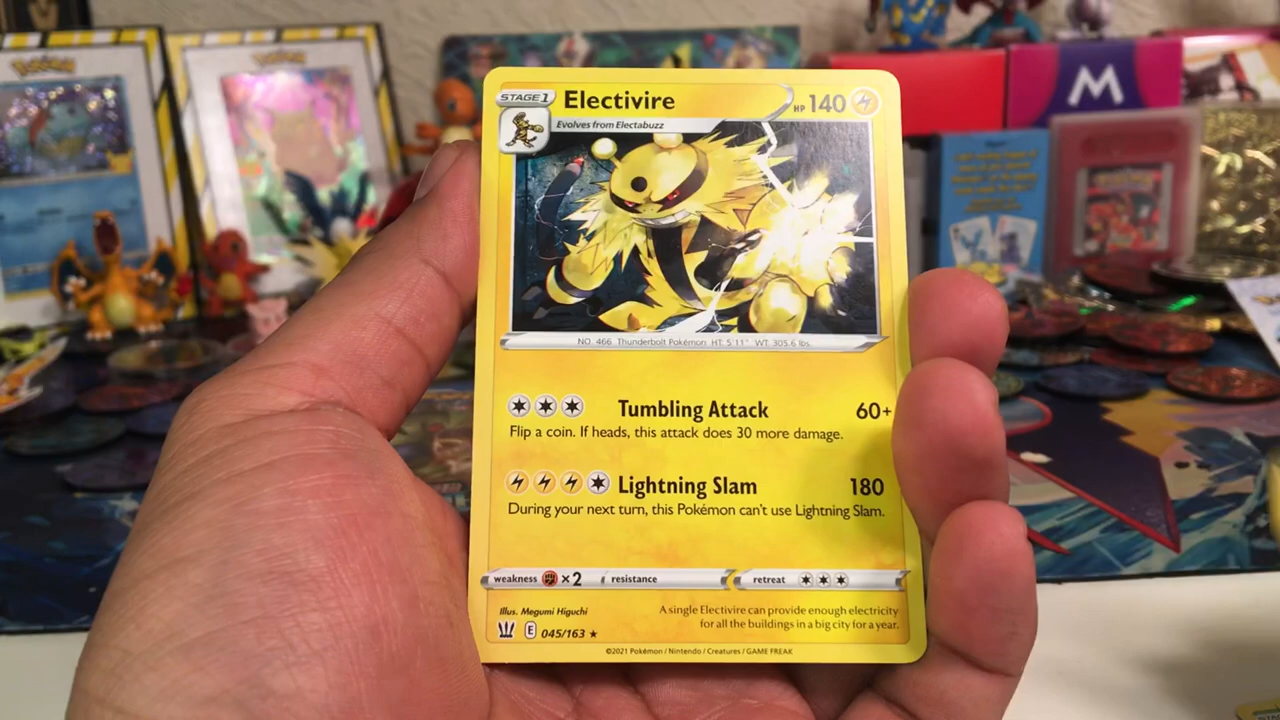 Pokémon
Pokémon
M
STAGE 1
Electivire
HP 140
Evolves from Electabuzz
NO. 466 Thunderbolt Pokémon HT: 5'11" WT: 305.6 lbs.
Tumbling Attack 60+
Flip a coin. If heads, this attack does 30 more damage.
Lightning Slam 180
During your next turn, this Pokémon can't use Lightning Slam.
weakness ×2 resistance retreat
Illus. Megumi Higuchi
A single Electivire can provide enough electricity
for all the buildings in a big city for a year.
E 045/163 ★
©2021 Pokémon / Nintendo / Creatures / GAME FREAK